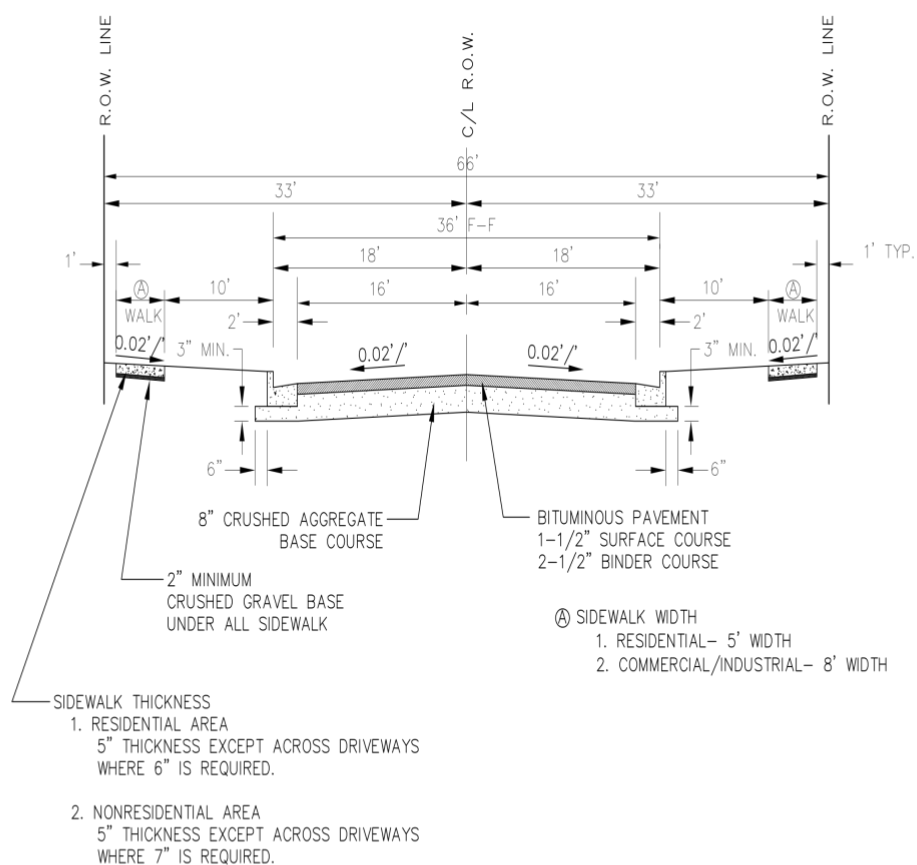 R.O.W. LINE
C/L R.O.W.
R.O.W. LINE
66'
33'
33'
36' F-F
1'
18'
18'
1' TYP.
Ⓐ
10'
16'
16'
10'
Ⓐ
WALK
2'
2'
WALK
0.02'/'
3" MIN.
0.02'/'
0.02'/'
3" MIN.
0.02'/'
6"
6"
8" CRUSHED AGGREGATE
BASE COURSE
BITUMINOUS PAVEMENT
1-1/2" SURFACE COURSE
2-1/2" BINDER COURSE
2" MINIMUM
CRUSHED GRAVEL BASE
UNDER ALL SIDEWALK
Ⓐ SIDEWALK WIDTH
1. RESIDENTIAL- 5' WIDTH
2. COMMERCIAL/INDUSTRIAL- 8' WIDTH
SIDEWALK THICKNESS
1. RESIDENTIAL AREA
5" THICKNESS EXCEPT ACROSS DRIVEWAYS
WHERE 6" IS REQUIRED.
2. NONRESIDENTIAL AREA
5" THICKNESS EXCEPT ACROSS DRIVEWAYS
WHERE 7" IS REQUIRED.